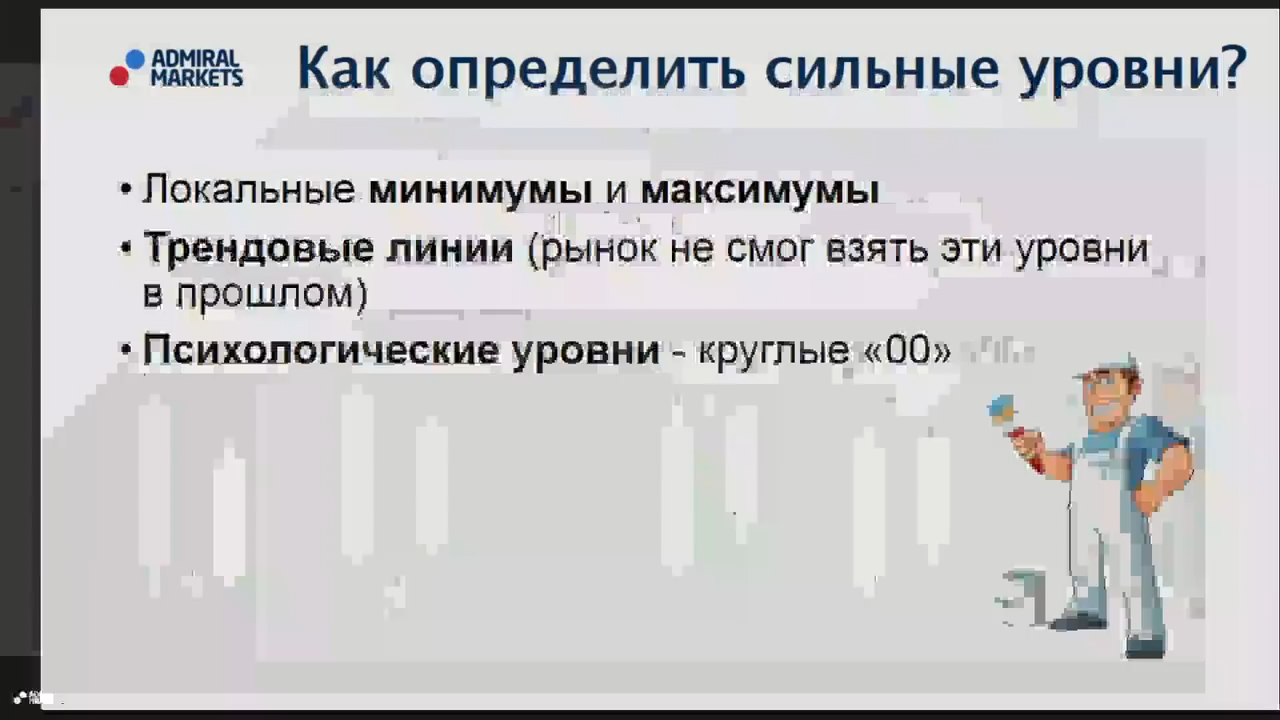 ADMIRAL
MARKETS
Как определить сильные уровни?
• Локальные минимумы и максимумы
• Трендовые линии (рынок не смог взять эти уровни
в прошлом)
• Психологические уровни - круглые «00»